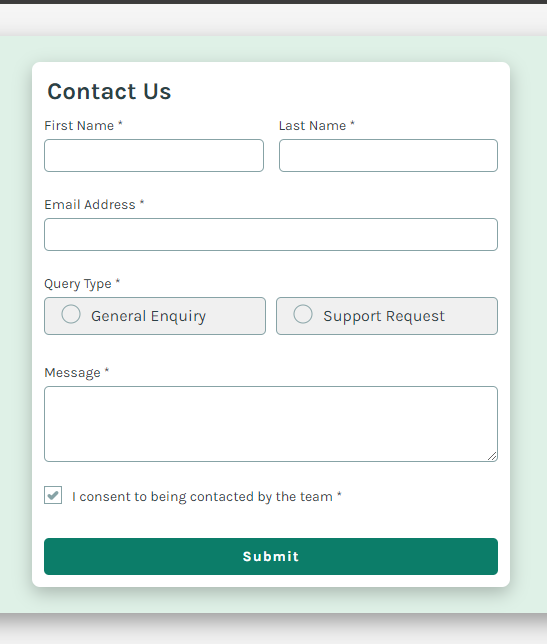 Contact Us
First Name * Last Name *
Email Address *
Query Type *
General Enquiry Support Request
Message *
I consent to being contacted by the team *
Submit